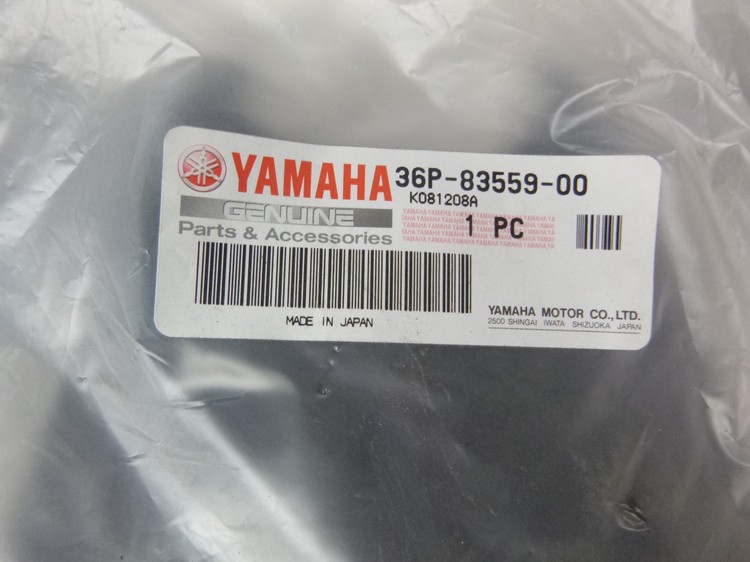 YAMAHA 36P-83559-00
K081208A
GENUINE
1 PC
Parts & Accessories
MADE IN JAPAN
YAMAHA MOTOR CO., LTD.
2500 SHINGAI IWATA SHIZUOKA JAPAN